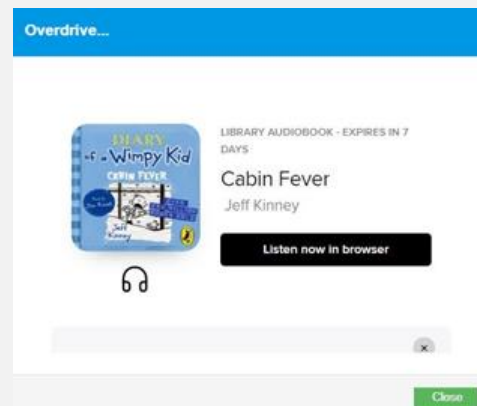 Overdrive...
DIARY
of a Wimpy Kid
CABIN FEVER
Jeff
Kinney
LIBRARY AUDIOBOOK - EXPIRES IN 7
DAYS
Cabin Fever
Jeff Kinney
Listen now in browser
×
Close